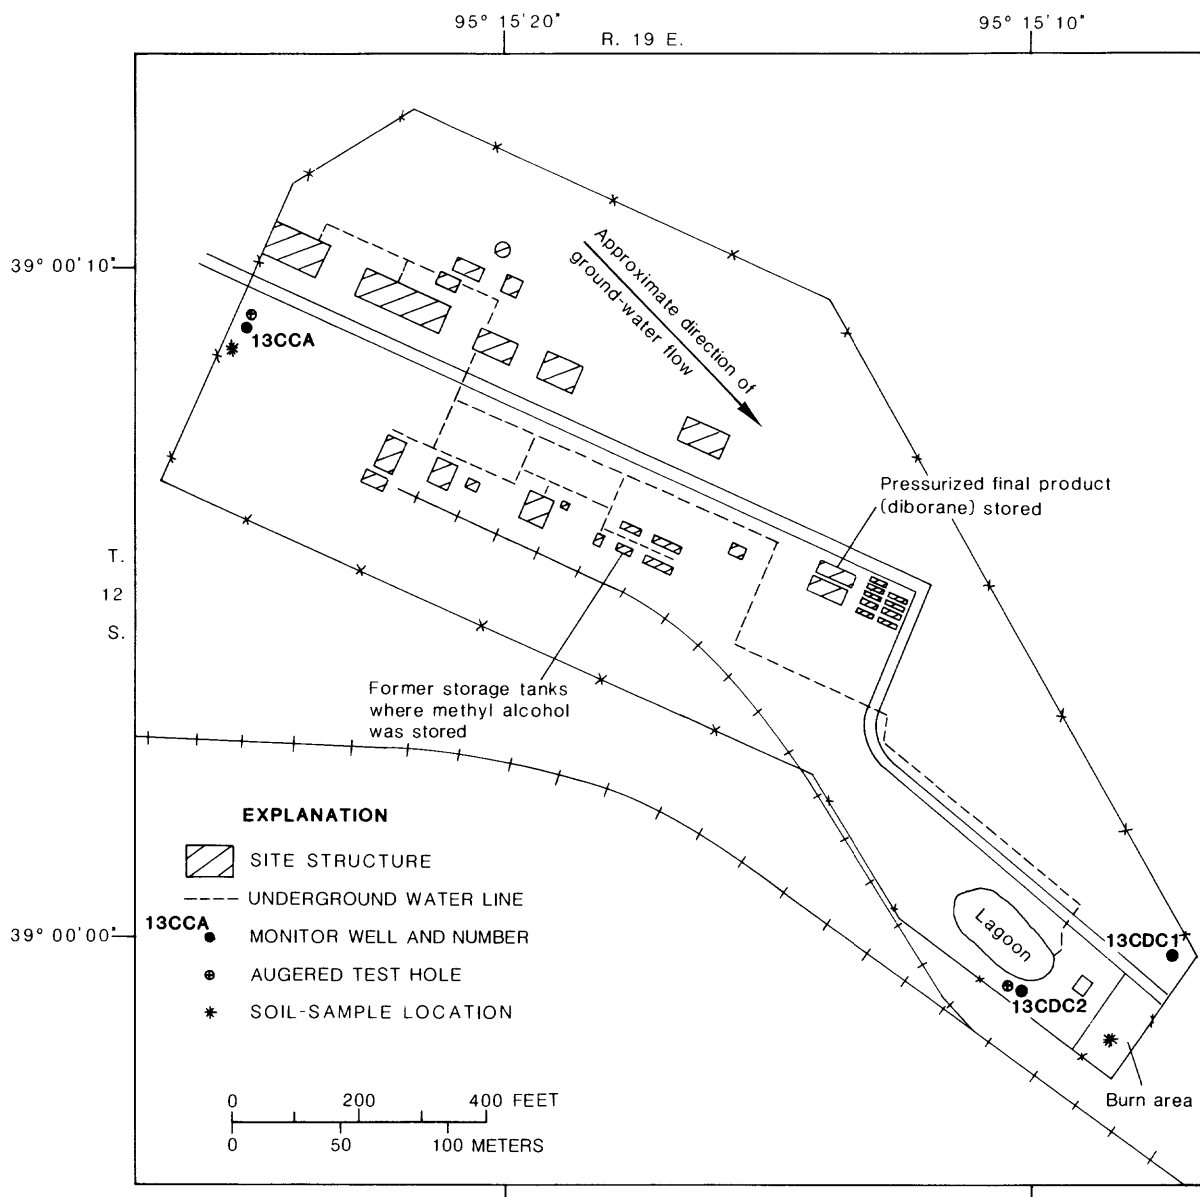 95° 15'20"
95° 15'10"
R. 19 E.
39° 00'10"
Approximate direction of
ground-water flow
13CCA
Pressurized final product
(diborane) stored
T.
12
S.
Former storage tanks
where methyl alcohol
was stored
EXPLANATION
SITE STRUCTURE
UNDERGROUND WATER LINE
13CCA
MONITOR WELL AND NUMBER
AUGERED TEST HOLE
SOIL-SAMPLE LOCATION
39° 00'00"
Lagoon
13CDC1
13CDC2
Burn area
0 200 400 FEET
0 50 100 METERS